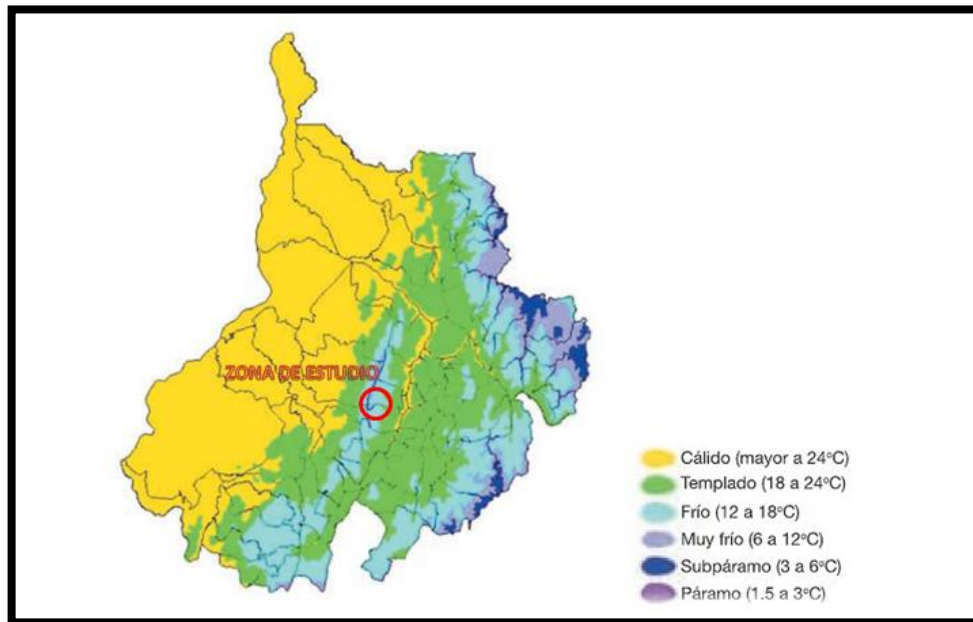 ZONA DE ESTUDIO
Cálido (mayor a 24°C)
Templado (18 a 24°C)
Frío (12 a 18°C)
Muy frío (6 a 12°C)
Subpáramo (3 a 6°C)
Páramo (1.5 a 3°C)